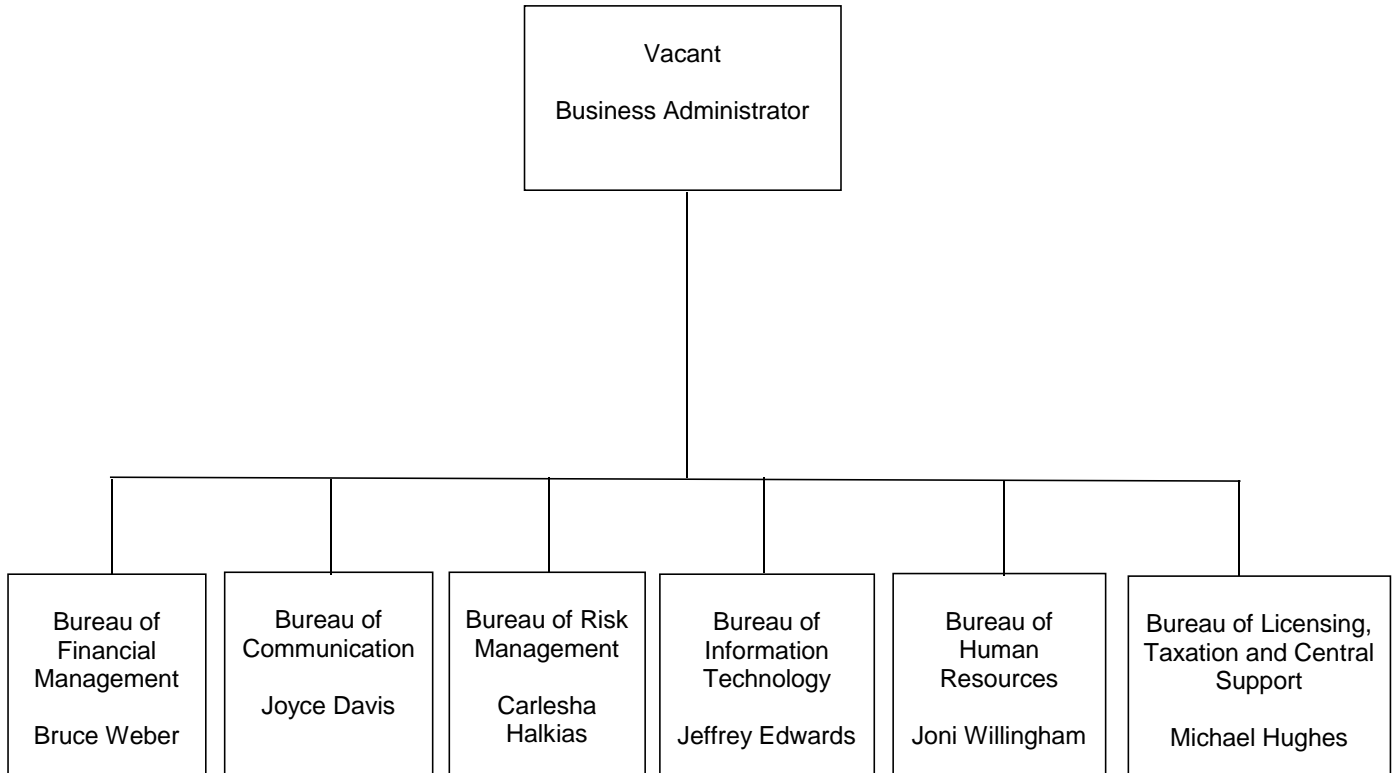 Vacant
Business Administrator
Bureau of
Financial
Management
Bruce Weber
Bureau of
Communication
Joyce Davis
Bureau of Risk
Management
Carlesha
Halkias
Bureau of
Information
Technology
Jeffrey Edwards
Bureau of
Human
Resources
Joni Willingham
Bureau of Licensing,
Taxation and Central
Support
Michael Hughes